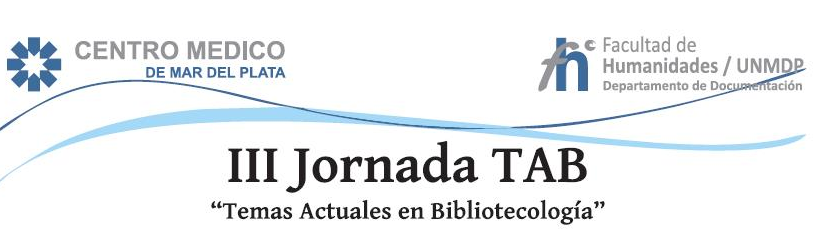 CENTRO MEDICO
DE MAR DEL PLATA
fhc Facultad de
Humanidades / UNMDP
Departamento de Documentación
III Jornada TAB
“Temas Actuales en Bibliotecología”